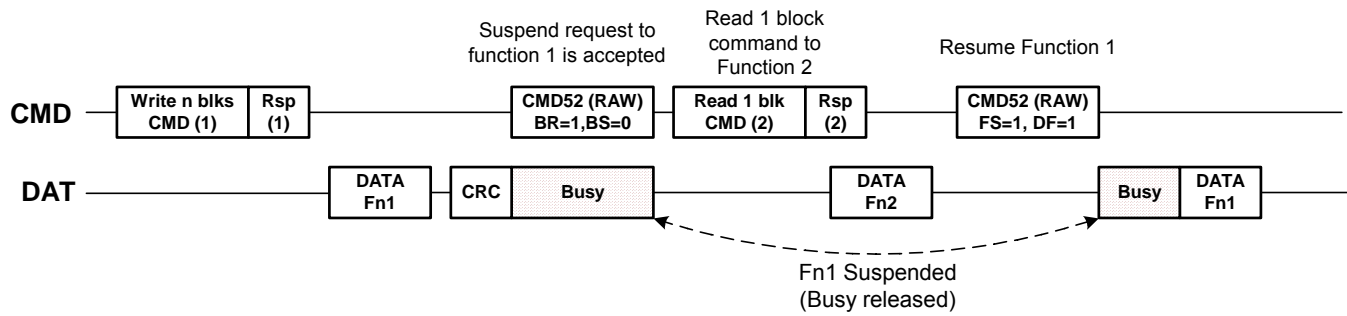 Suspend request to
function 1 is accepted
Read 1 block
command to
Function 2
Resume Function 1
CMD
Write n blks
CMD (1)
Rsp
(1)
CMD52 (RAW)
BR=1,BS=0
Read 1 blk
CMD (2)
Rsp
(2)
CMD52 (RAW)
FS=1, DF=1
DAT
DATA
Fn1
CRC
Busy
DATA
Fn2
Busy
DATA
Fn1
Fn1 Suspended
(Busy released)